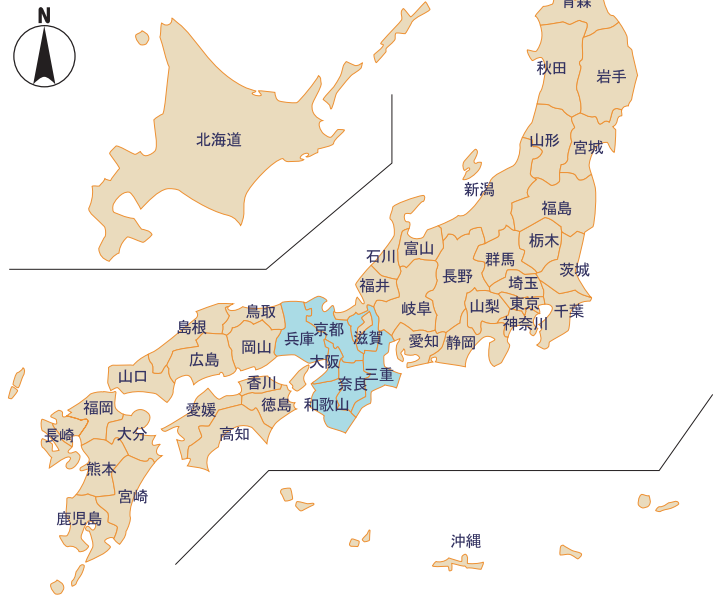 N
青森
秋田
岩手
北海道
山形
宮城
新潟
福島
栃木
石川
富山
群馬
茨城
福井
長野
埼玉
岐阜
山梨
東京
千葉
神奈川
鳥取
島根
京都
兵庫
滋賀
愛知
静岡
岡山
広島
大阪
山口
三重
香川
奈良
福岡
愛媛
徳島
和歌山
長崎
大分
高知
熊本
宮崎
鹿児島
沖縄